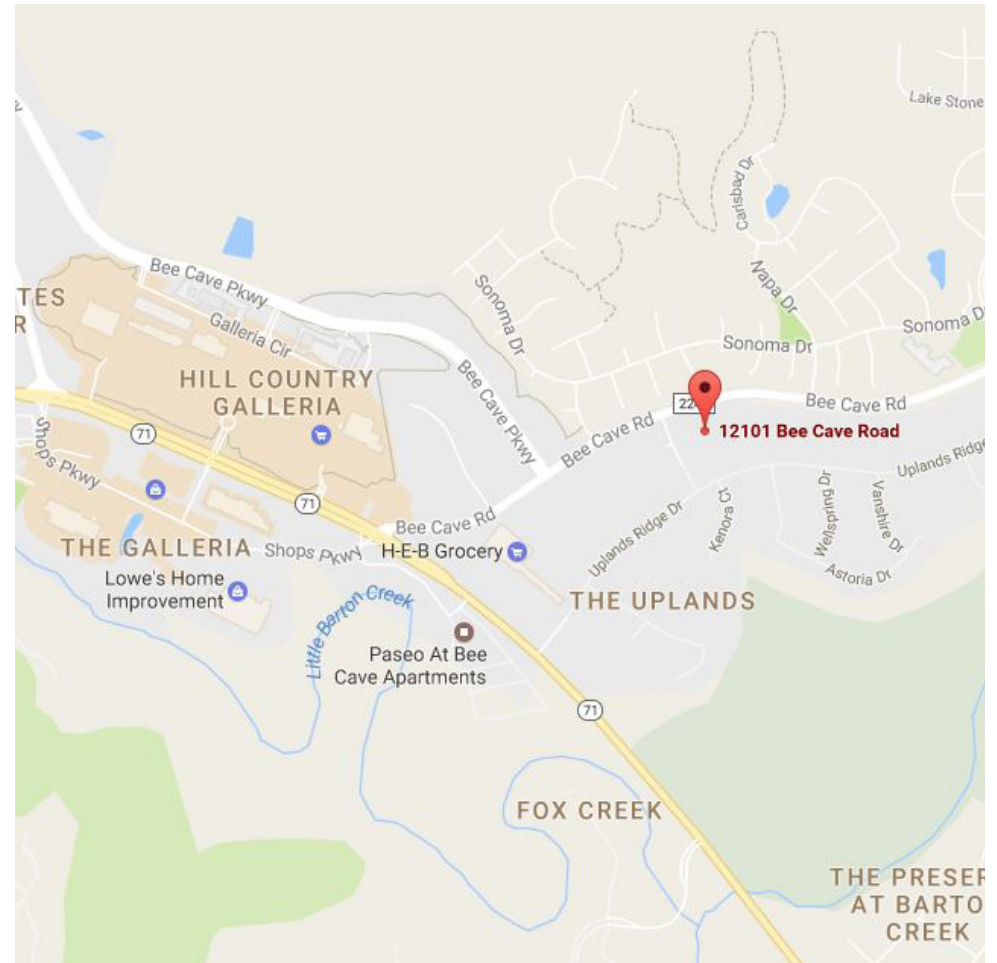 Lake Stone
Carlsbad Dr
Napa Dr
Bee Cave Pkwy
Sonoma Dr
Sonoma Dr
Sonoma Dr
TES
R
Galleria Cir
HILL COUNTRY
GALLERIA
Bee Cave Pkwy
Bee Cave Rd
12101 Bee Cave Road
Bee Cave Rd
71
Shops Pkwy
Uplands Ridge
71
Wellspring Dr
Vanshire Dr
Kenora Ct
Uplands Ridge Dr
Bee Cave Rd
THE GALLERIA
Shops Pkwy
H-E-B Grocery
Astoria Dr
Lowe's Home
Improvement
Little Barton Creek
THE UPLANDS
Paseo At Bee
Cave Apartments
71
FOX CREEK
THE PRESER
AT BARTO
CREEK